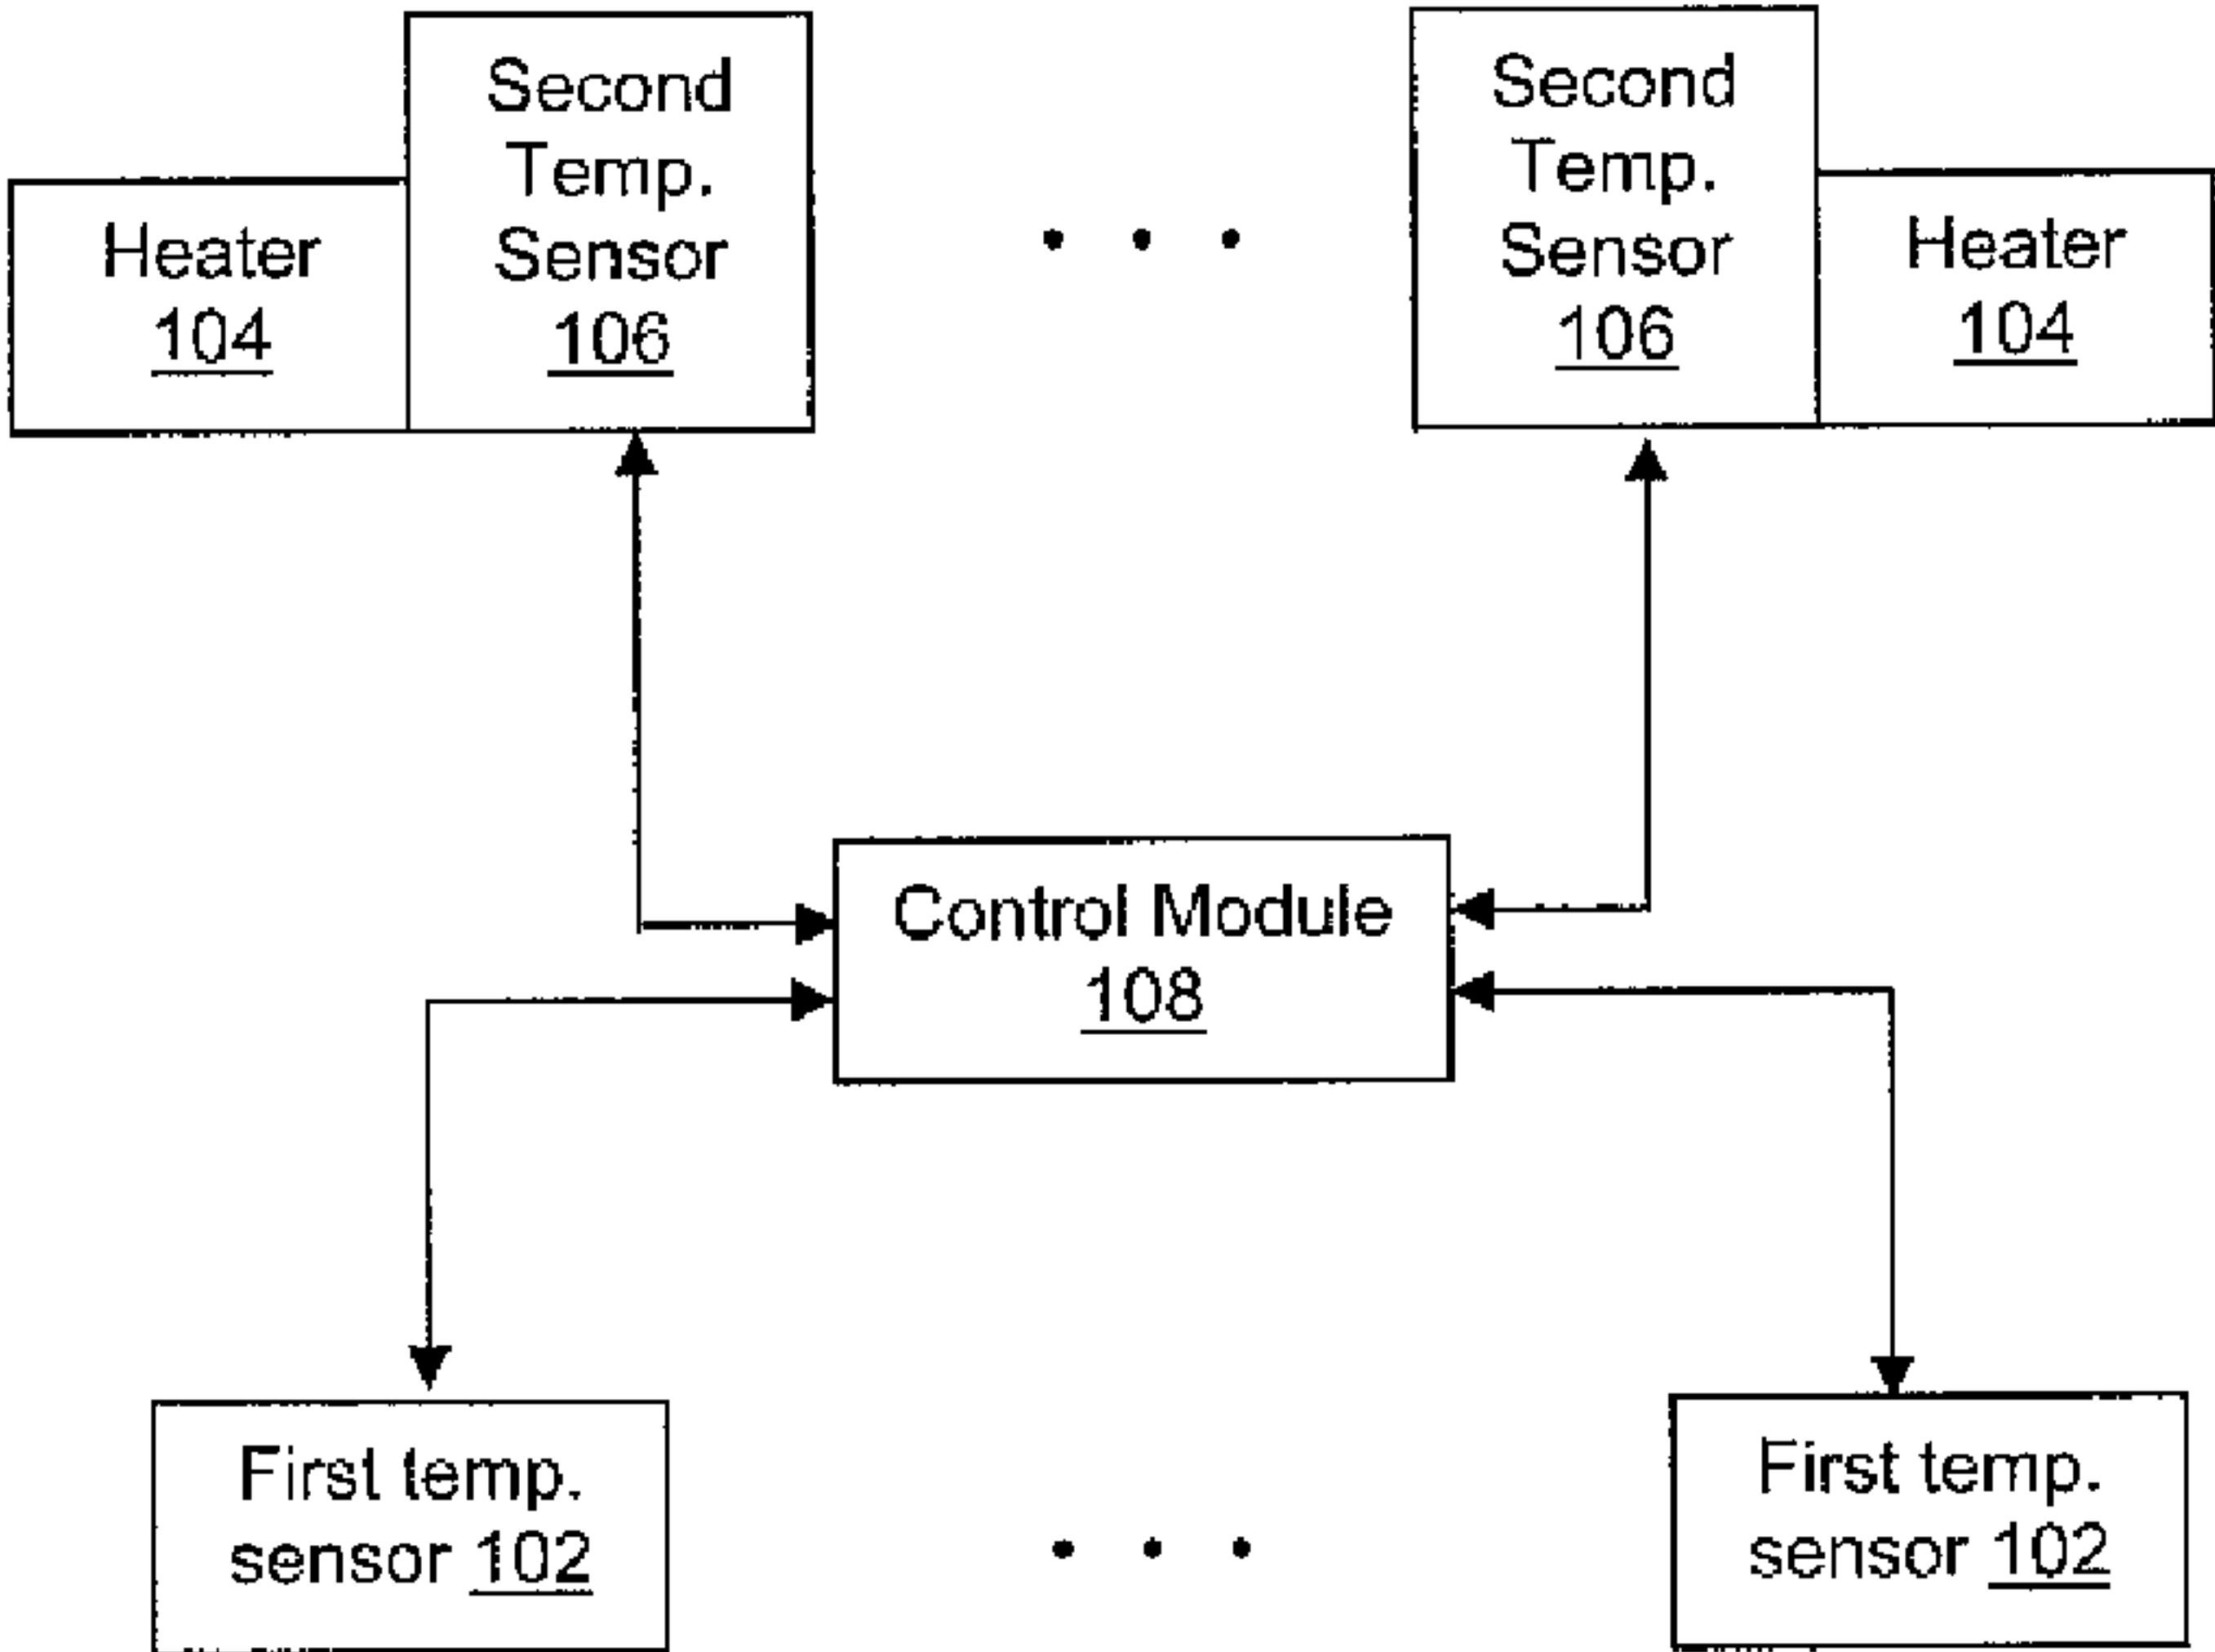 Second
Temp.
Sensor
106
Heater
104
Second
Temp.
Sensor
106
Heater
104
Control Module
108
First temp.
sensor 102
First temp.
sensor 102